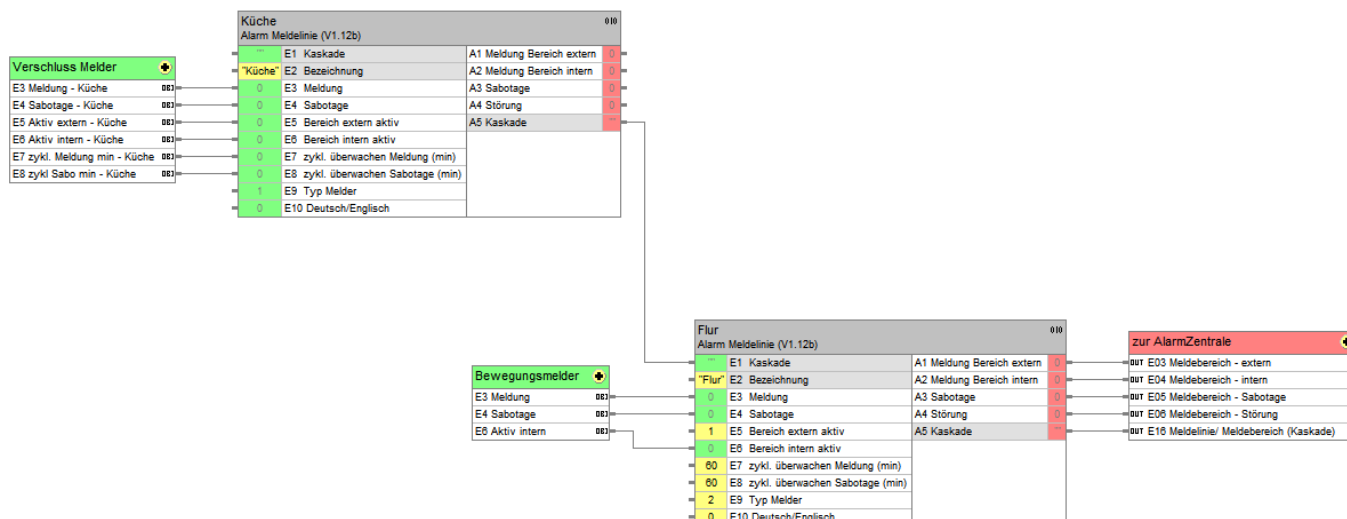 Küche
Alarm Meldelinie (V1.12b)
"" E1 Kaskade A1 Meldung Bereich extern 0
"Küche" E2 Bezeichnung A2 Meldung Bereich intern 0
0 E3 Meldung A3 Sabotage 0
0 E4 Sabotage A4 Störung 0
0 E5 Bereich extern aktiv A5 Kaskade ""
0 E6 Bereich intern aktiv
0 E7 zykl. überwachen Meldung (min)
0 E8 zykl. überwachen Sabotage (min)
1 E9 Typ Melder
0 E10 Deutsch/Englisch
Verschluss Melder
E3 Meldung - Küche
E4 Sabotage - Küche
E5 Aktiv extern - Küche
E6 Aktiv intern - Küche
E7 zykl. Meldung min - Küche
E8 zykl Sabo min - Küche
Flur
Alarm Meldelinie (V1.12b)
"" E1 Kaskade A1 Meldung Bereich extern 0
"Flur" E2 Bezeichnung A2 Meldung Bereich intern 0
0 E3 Meldung A3 Sabotage 0
0 E4 Sabotage A4 Störung 0
1 E5 Bereich extern aktiv A5 Kaskade ""
0 E6 Bereich intern aktiv
60 E7 zykl. überwachen Meldung (min)
60 E8 zykl. überwachen Sabotage (min)
2 E9 Typ Melder
0 E10 Deutsch/Englisch
Bewegungsmelder
E3 Meldung
E4 Sabotage
E6 Aktiv intern
zur AlarmZentrale
OUT E03 Meldebereich - extern
OUT E04 Meldebereich - intern
OUT E05 Meldebereich - Sabotage
OUT E06 Meldebereich - Störung
OUT E16 Meldelinie/ Meldebereich (Kaskade)